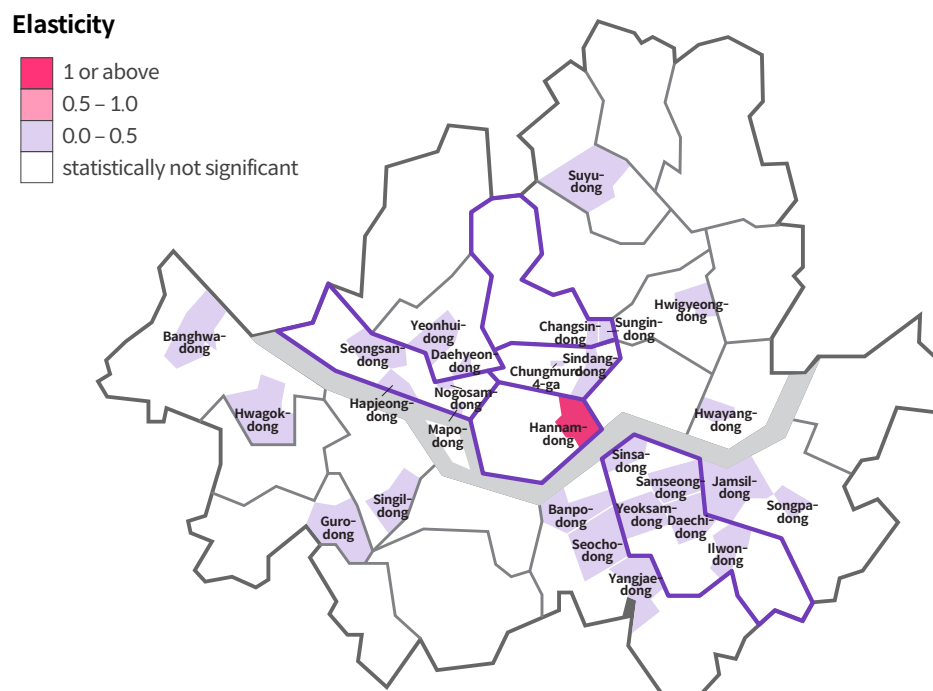 Elasticity
1 or above
0.5 – 1.0
0.0 – 0.5
statistically not significant
Suyu-
dong
Hwigyeong-
dong
Banghwa-
dong
Yeonhui-
dong
Changsin-
dong
Sungin-
dong
Seongsan-
dong
Daehyeon-
dong
Sindang-
dong
Chungmuro
4-ga
Nogosam-
dong
Hapjeong-
dong
Hwagok-
dong
Mapo-
dong
Hannam-
dong
Hwayang-
dong
Sinsa-
dong
Samseong-
dong
Jamsil-
dong
Singil-
dong
Songpa-
dong
Guro-
dong
Banpo-
dong
Yeoksam-
dong
Daechi-
dong
Seocho-
dong
Ilwon-
dong
Yangjae-
dong